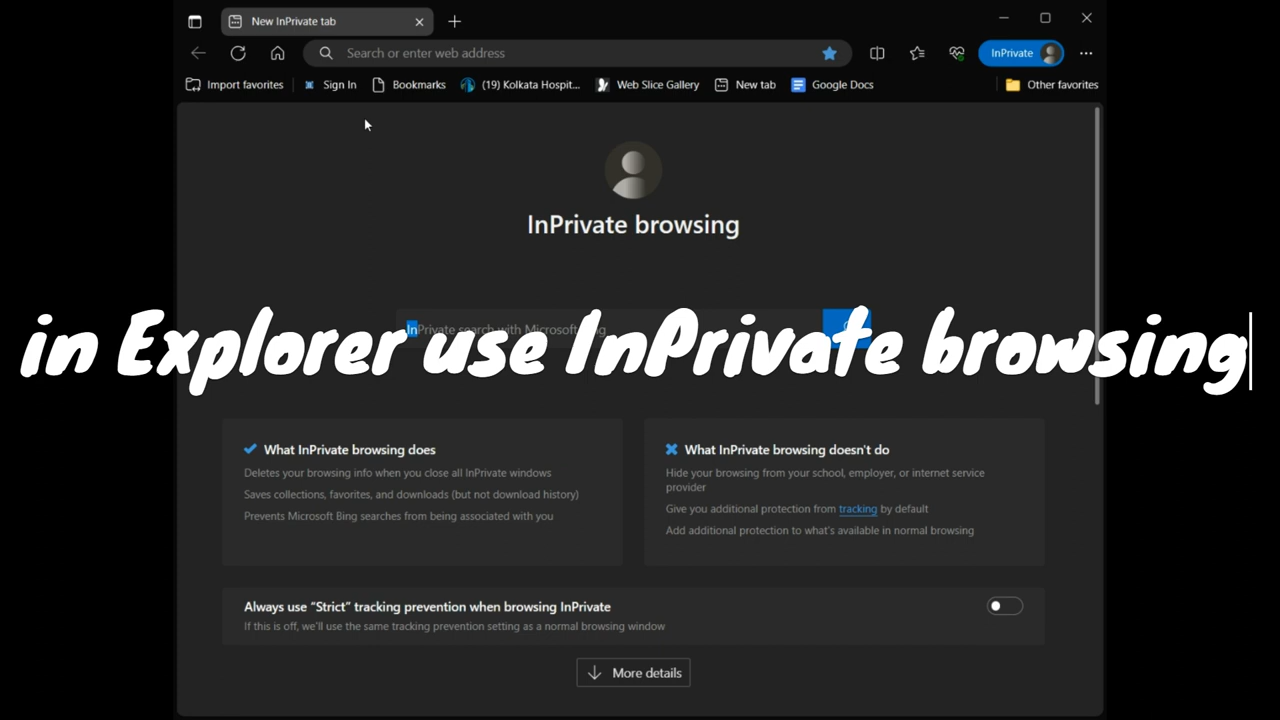 New InPrivate tab
Search or enter web address
InPrivate
Import favorites
Sign In
Bookmarks
(19) Kolkata Hospit...
Web Slice Gallery
New tab
Google Docs
Other favorites
InPrivate browsing
InPrivate search with Microsoft
in Explorer use InPrivate browsing
What InPrivate browsing does
Deletes your browsing info when you close all InPrivate windows
Saves collections, favorites, and downloads (but not download history)
Prevents Microsoft Bing searches from being associated with you
What InPrivate browsing doesn't do
Hide your browsing from your school, employer, or internet service
provider
Give you additional protection from tracking by default
Add additional protection to what's available in normal browsing
Always use “Strict” tracking prevention when browsing InPrivate
If this is off, we'll use the same tracking prevention setting as a normal browsing window
More details